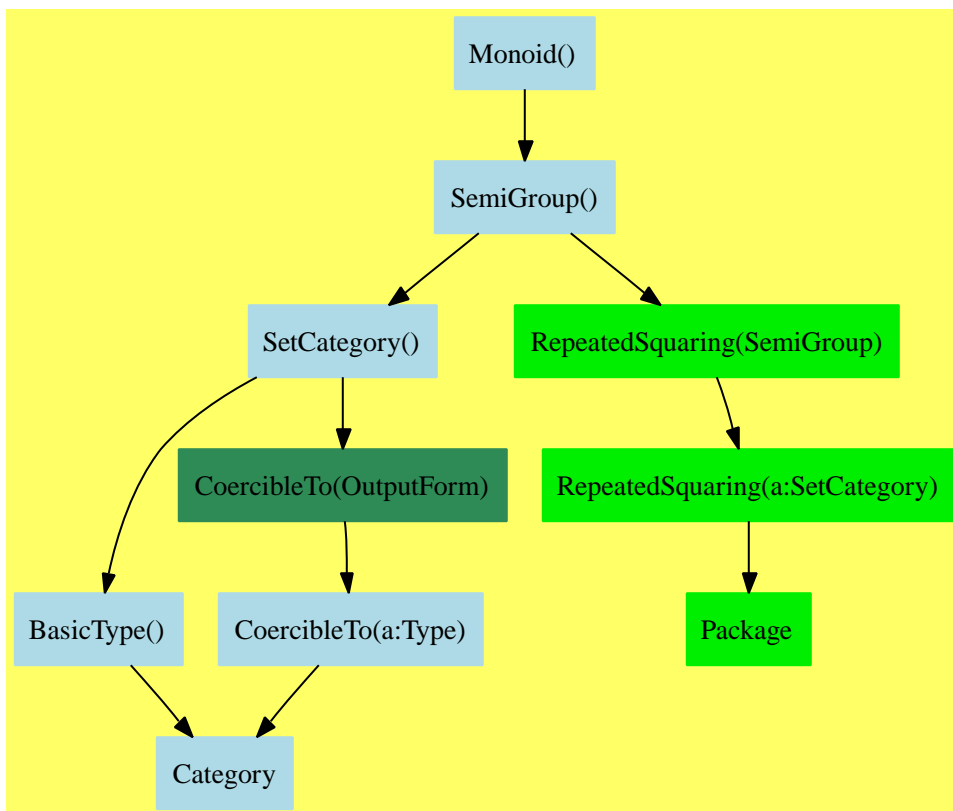 Monoid()
SemiGroup()
SetCategory()
RepeatedSquaring(SemiGroup)
CoercibleTo(OutputForm)
RepeatedSquaring(a:SetCategory)
BasicType()
CoercibleTo(a:Type)
Package
Category